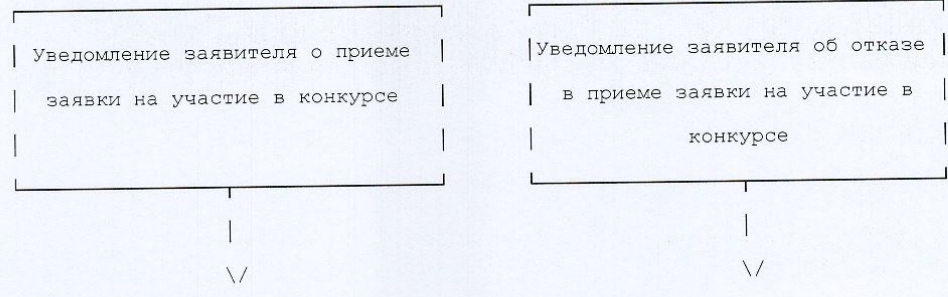 Уведомление заявителя о приеме
заявки на участие в конкурсе
Уведомление заявителя об отказе
в приеме заявки на участие в
конкурсе